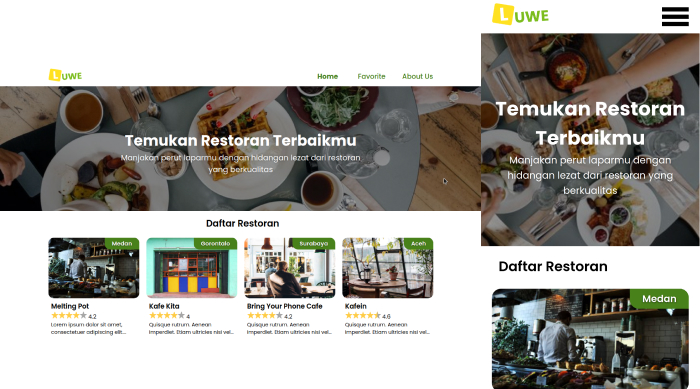 LUWE
Home Favorite About Us
Temukan Restoran Terbaikmu
Manjakan perut laparmu dengan hidangan lezat dari restoran
yang berkualitas
Daftar Restoran
Medan Gorontalo Surabaya Aceh
Melting Pot Kafe Kita Bring Your Phone Cafe Kafein
4.2 4 4.2 4.6
Lorem ipsum dolor sit amet, Quisque rutrum. Aenean Quisque rutrum. Aenean Quisque rutrum. Aenean
consectetuer adipiscing elit... imperdiet. Etiam ultricies nisi vel... imperdiet. Etiam ultricies nisi vel... imperdiet. Etiam ultricies nisi vel...
LUWE
Temukan Restoran
Terbaikmu
Manjakan perut laparmu dengan
hidangan lezat dari restoran yang
berkualitas
Daftar Restoran
Medan